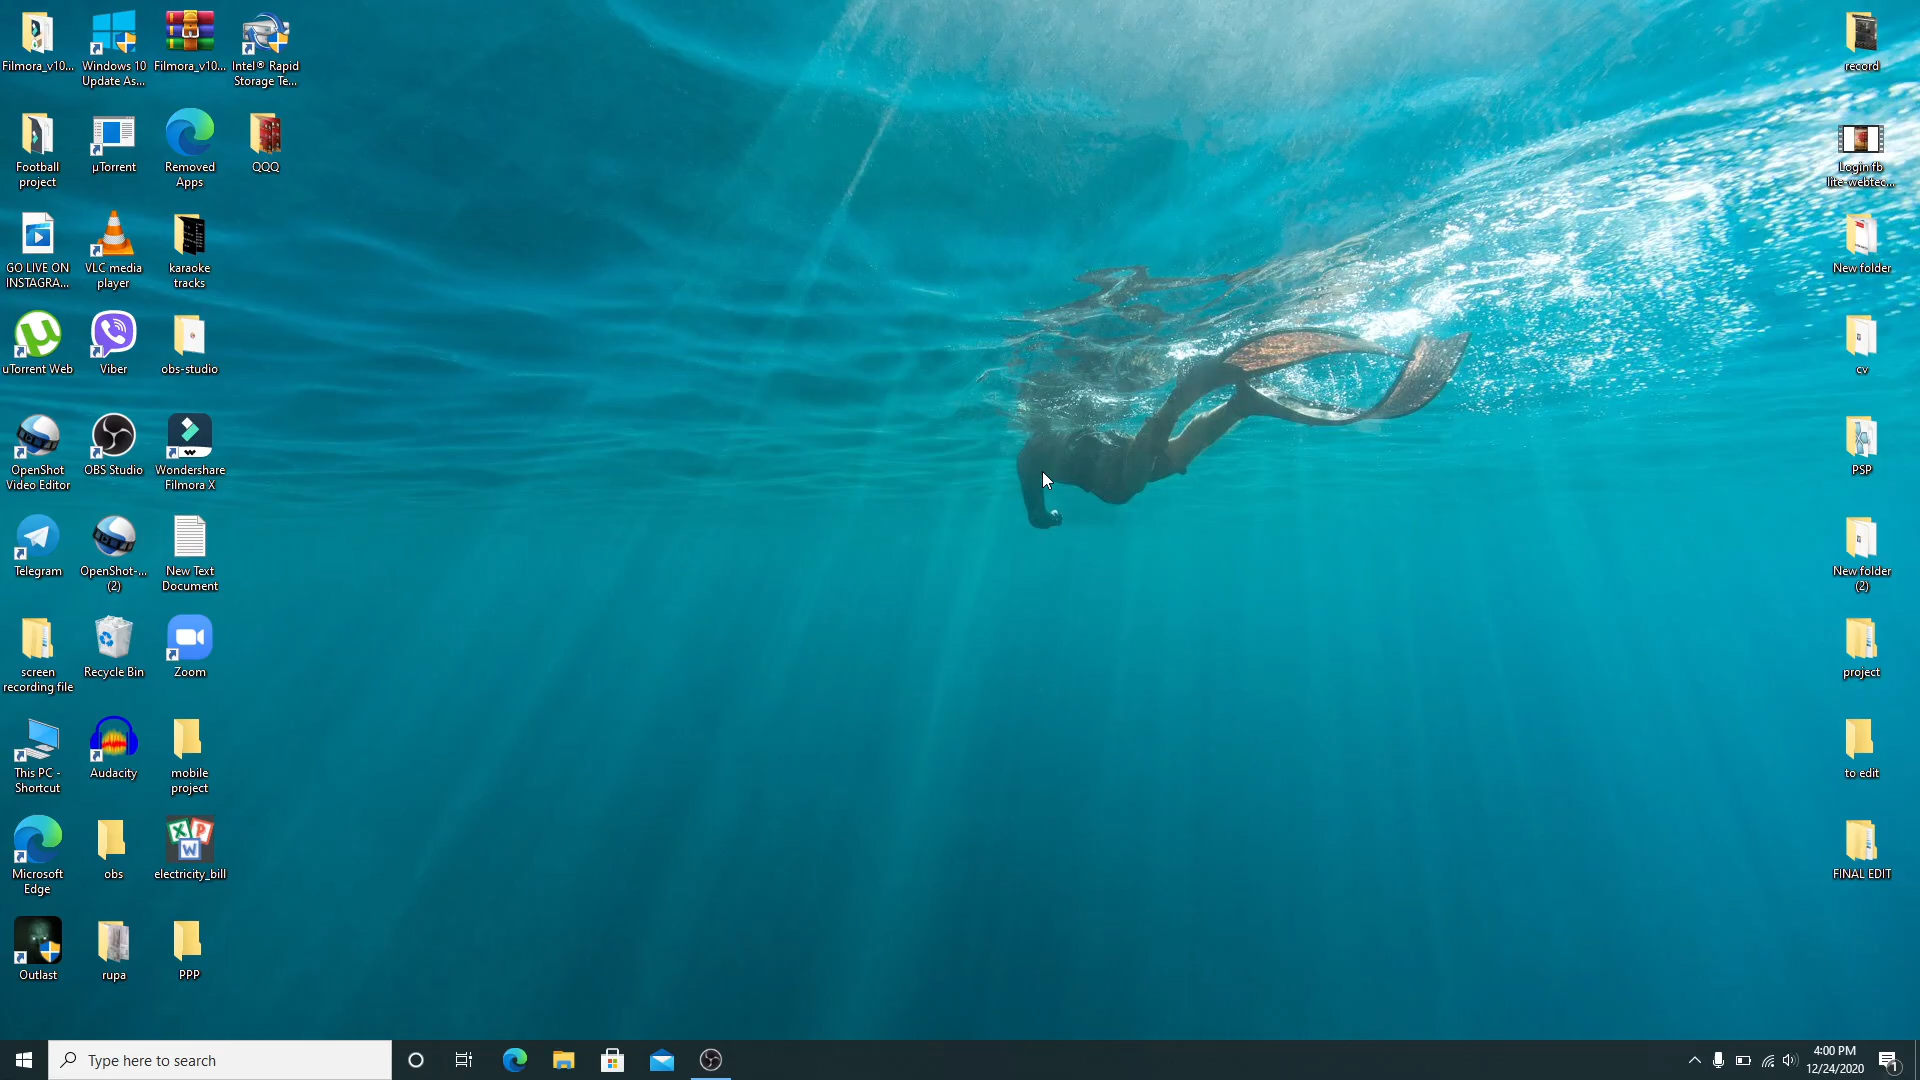 Filmora_v10...
Windows 10
Update As...
Filmora_v10...
Intel® Rapid
Storage Te...
Football
project
µTorrent
Removed
Apps
QQQ
GO LIVE ON
INSTAGRA...
VLC media
player
karaoke
tracks
uTorrent Web
Viber
obs-studio
OpenShot
Video Editor
OBS Studio
Wondershare
Filmora X
Telegram
OpenShot-...
(2)
New Text
Document
screen
recording file
Recycle Bin
Zoom
This PC -
Shortcut
Audacity
mobile
project
Microsoft
Edge
obs
electricity_bill
Outlast
rupa
PPP
record
Login fb
lite-webtec...
New folder
cv
PSP
New folder
(2)
project
to edit
FINAL EDIT
Type here to search
4:00 PM
12/24/2020
1